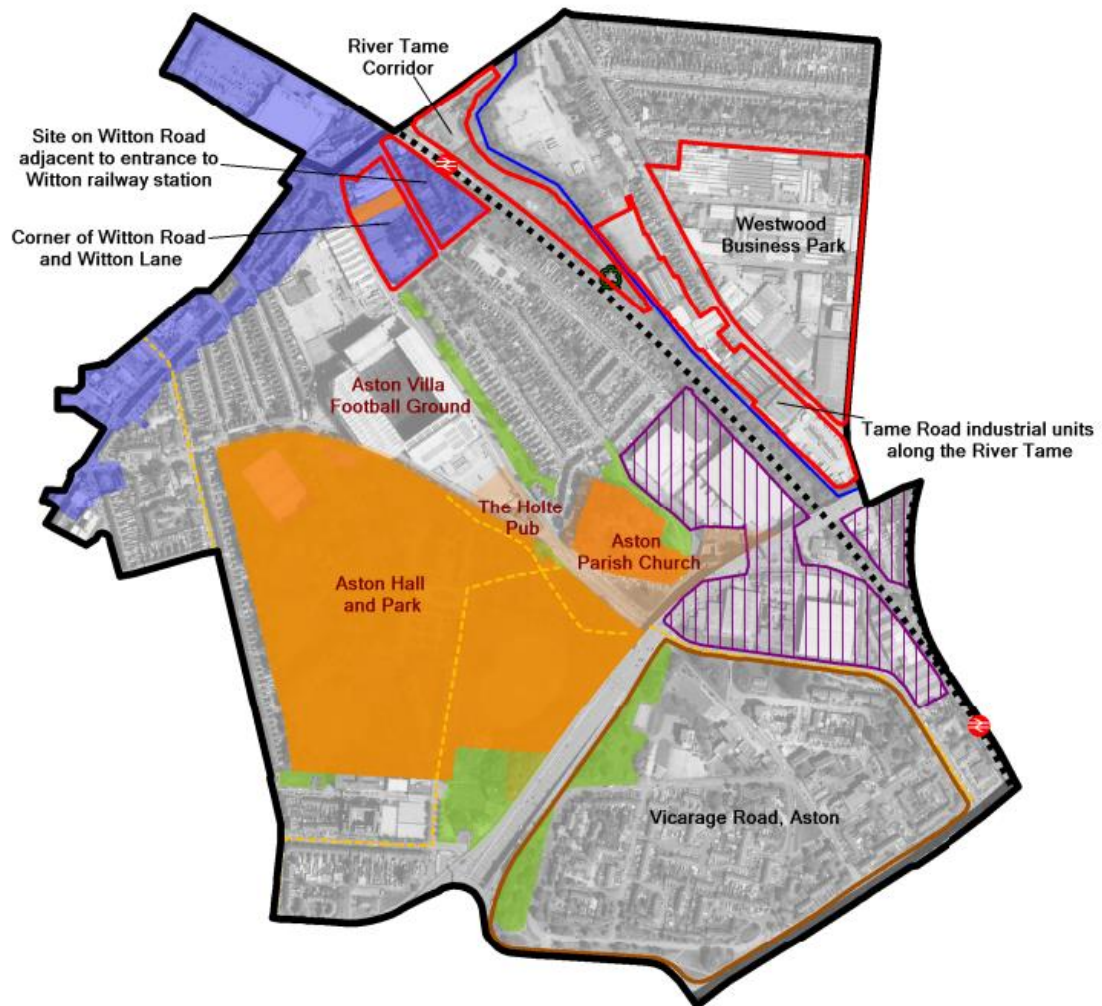 River Tame
Corridor
Site on Witton Road
adjacent to entrance to
Witton railway station
Corner of Witton Road
and Witton Lane
Westwood
Business Park
Aston Villa
Football Ground
Tame Road industrial units
along the River Tame
The Holte
Pub
Aston
Parish Church
Aston Hall
and Park
Vicarage Road, Aston